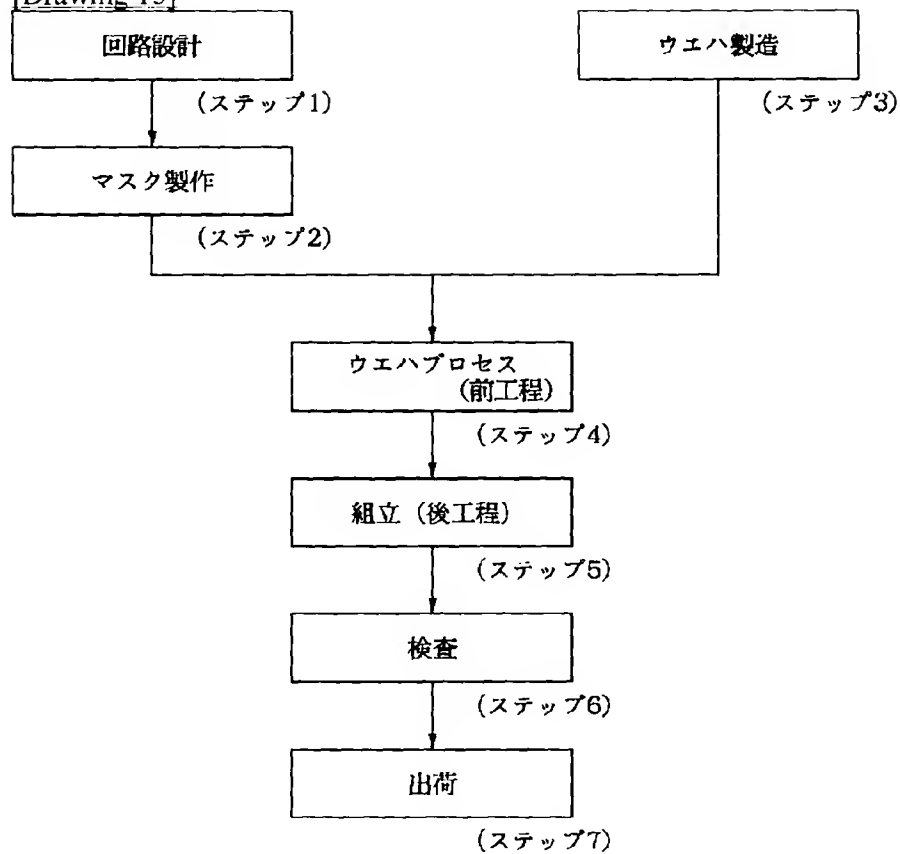 [Drawing 19]
回路設計
(ステップ1)
マスク製作
(ステップ2)
ウエハ製造
(ステップ3)
ウエハプロセス
(前工程)
(ステップ4)
組立 (後工程)
(ステップ5)
検査
(ステップ6)
出荷
(ステップ7)